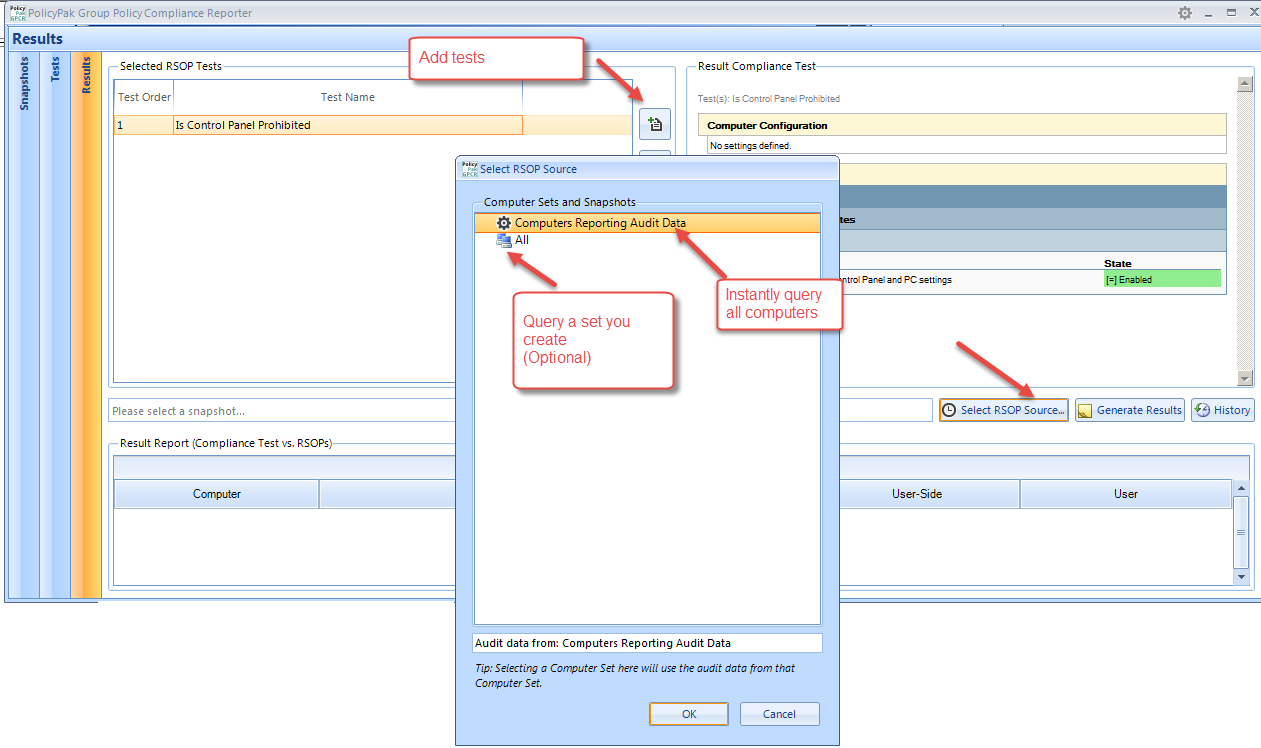 PolicyPak Group Policy Compliance Reporter
Results
Snapshots
Tests
Results
Selected RSOP Tests
Test Order
Test Name
1
Is Control Panel Prohibited
Add tests
Result Compliance Test
Test(s): Is Control Panel Prohibited
Computer Configuration
No settings defined.
tes
State
ntrol Panel and PC settings
[=] Enabled
Select RSOP Source
Computer Sets and Snapshots
Computers Reporting Audit Data
All
Query a set you
create
(Optional)
Instantly query
all computers
Please select a snapshot...
Select RSOP Source...
Generate Results
History
Result Report (Compliance Test vs. RSOPs)
Computer
User-Side
User
Audit data from: Computers Reporting Audit Data
Tip: Selecting a Computer Set here will use the audit data from that
Computer Set.
OK
Cancel